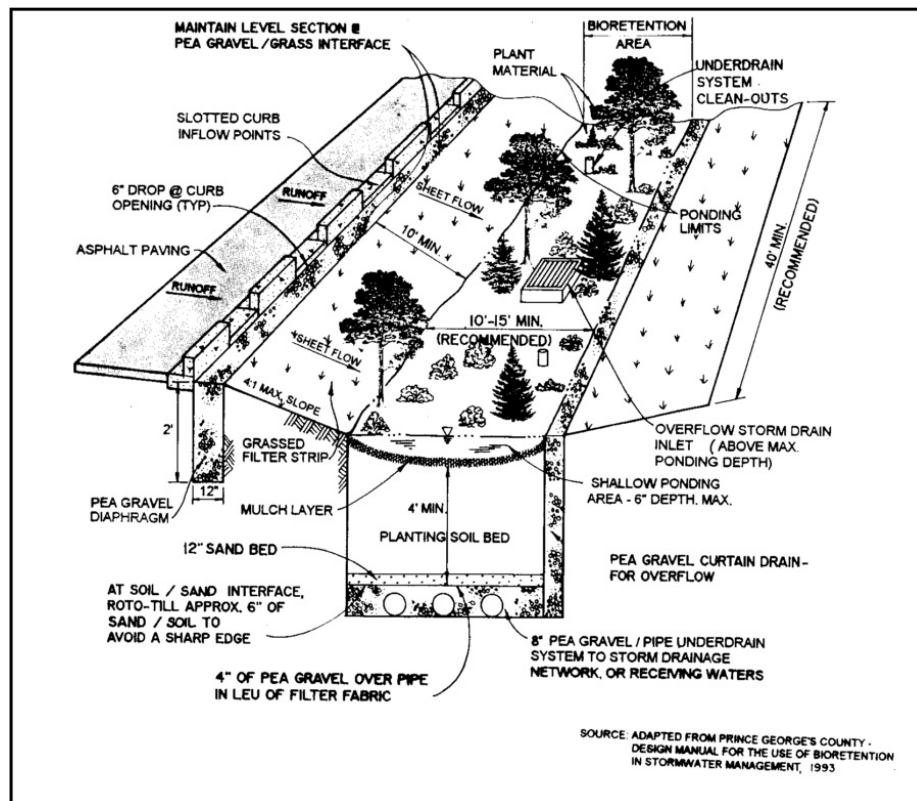 MAINTAIN LEVEL SECTION @
PEA GRAVEL / GRASS INTERFACE
BIORETENTION
AREA
PLANT
MATERIAL
UNDERDRAIN
SYSTEM
CLEAN-OUTS
SLOTTED CURB
INFLOW POINTS
6" DROP @ CURB
OPENING (TYP)
RUNOFF
SHEET FLOW
PONDING
LIMITS
ASPHALT PAVING
10' MIN.
40' MIN.
(RECOMMENDED)
RUNOFF
10'-15' MIN.
(RECOMMENDED)
SHEET FLOW
4:1 MAX. SLOPE
2'
GRASSED
FILTER STRIP
OVERFLOW STORM DRAIN
INLET (ABOVE MAX.
PONDING DEPTH)
12"
SHALLOW PONDING
AREA - 6" DEPTH. MAX.
PEA GRAVEL
DIAPHRAGM
MULCH LAYER
4' MIN.
PLANTING SOIL BED
12" SAND BED
PEA GRAVEL CURTAIN DRAIN-
FOR OVERFLOW
AT SOIL / SAND INTERFACE,
ROTO-TILL APPROX. 6" OF
SAND / SOIL TO
AVOID A SHARP EDGE
8" PEA GRAVEL / PIPE UNDERDRAIN
SYSTEM TO STORM DRAINAGE
NETWORK, OR RECEIVING WATERS
4" OF PEA GRAVEL OVER PIPE
IN LEU OF FILTER FABRIC
SOURCE: ADAPTED FROM PRINCE GEORGE'S COUNTY -
DESIGN MANUAL FOR THE USE OF BIORETENTION
IN STORMWATER MANAGEMENT, 1993